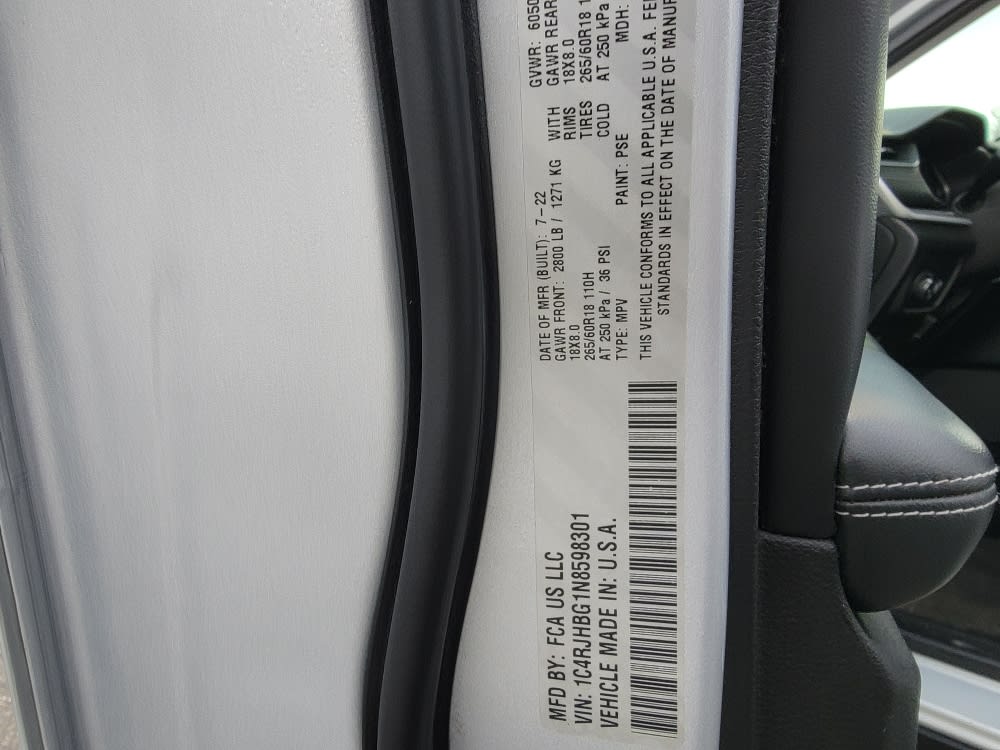 MFD BY: FCA US LLC
VIN: 1C4RJHBG1N8598301
VEHICLE MADE IN: U.S.A.
DATE OF MFR (BUILT): 7-22 GVWR:
GAWR FRONT: 2800 LB / 1271 KG WITH GAWR REAR
18X8.0 RIMS 18X8.0
265/60R18 110H TIRES 265/60R18
AT 250 kPa / 36 PSI COLD AT 250 kPa
TYPE: MPV PAINT: PSE MDH:
THIS VEHICLE CONFORMS TO ALL APPLICABLE U.S.A.
STANDARDS IN EFFECT ON THE DATE OF